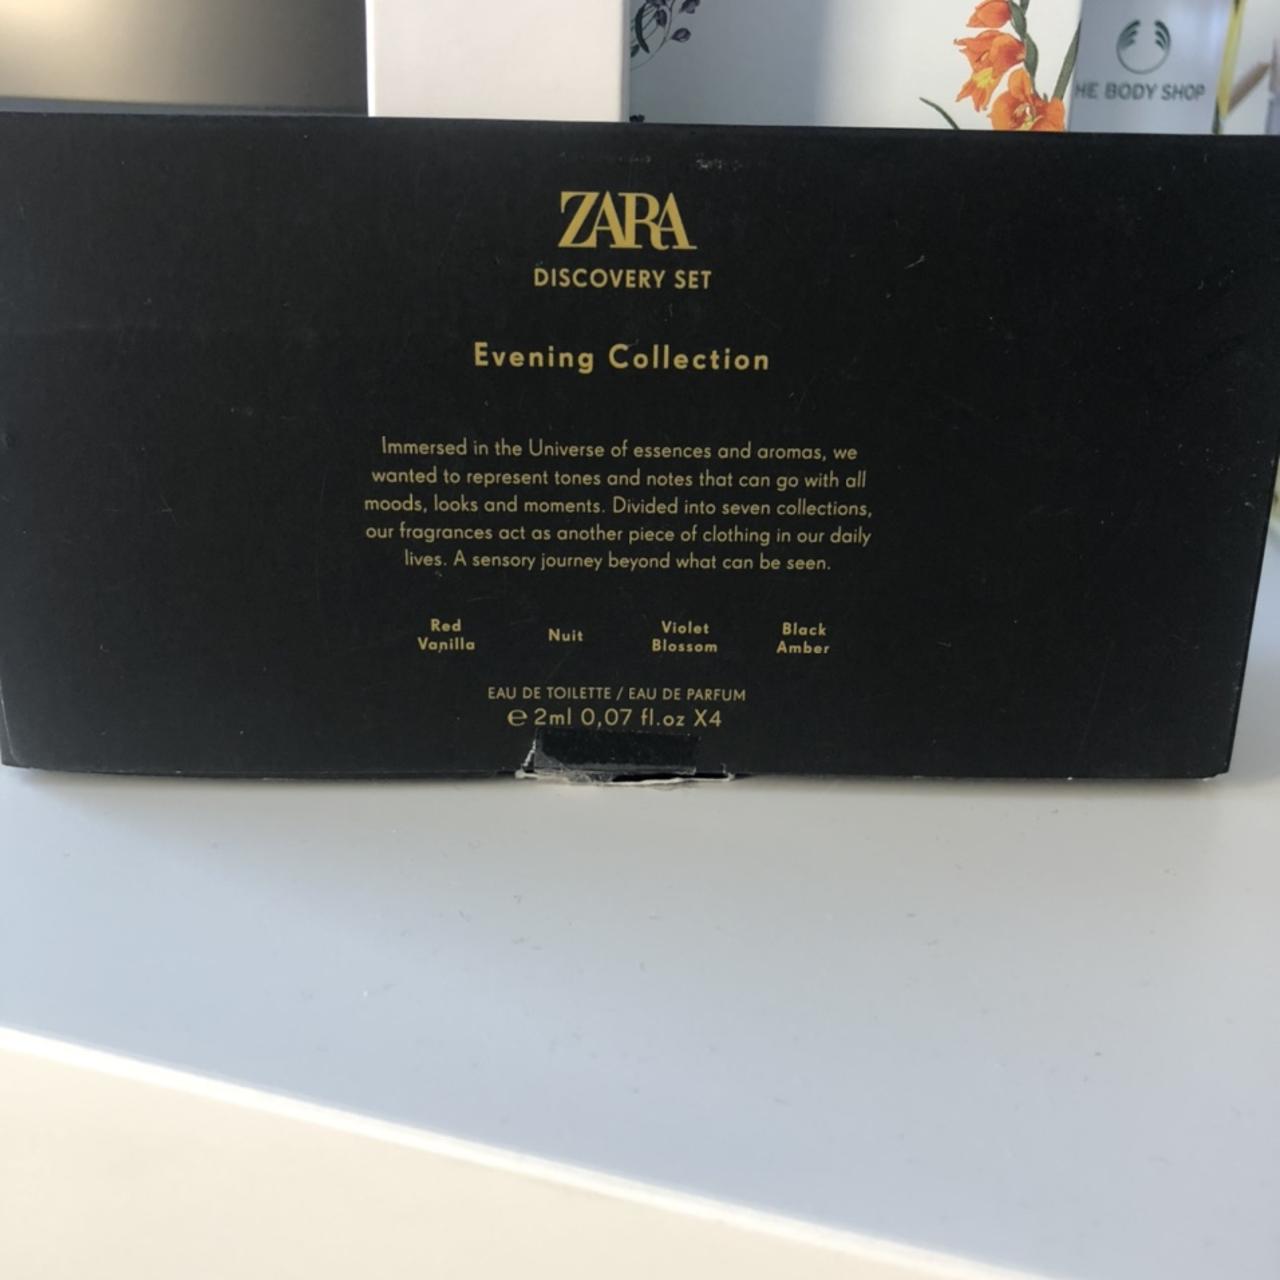 THE BODY SHOP
ZARA
DISCOVERY SET
Evening Collection
Immersed in the Universe of essences and aromas, we
wanted to represent tones and notes that can go with all
moods, looks and moments. Divided into seven collections,
our fragrances act as another piece of clothing in our daily
lives. A sensory journey beyond what can be seen.
Red
Vanilla
Nuit
Violet
Blossom
Black
Amber
EAU DE TOILETTE / EAU DE PARFUM
℮ 2ml 0,07 fl.oz X4